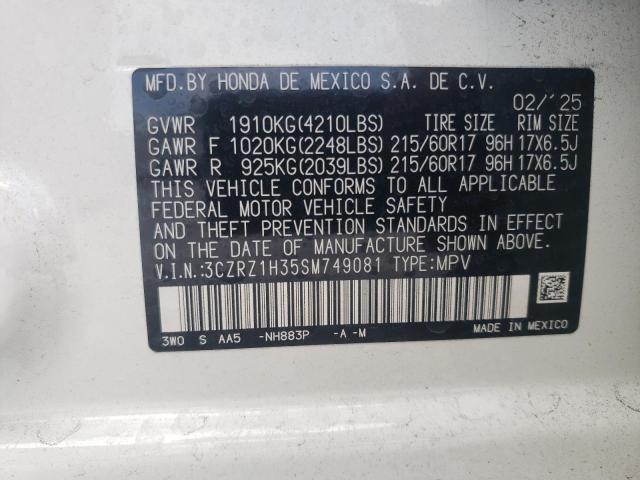 MFD.BY HONDA DE MEXICO S.A. DE C.V.
02/'25
GVWR 1910KG(4210LBS) TIRE SIZE RIM SIZE
GAWR F 1020KG(2248LBS) 215/60R17 96H 17X6.5J
GAWR R 925KG(2039LBS) 215/60R17 96H 17X6.5J
THIS VEHICLE CONFORMS TO ALL APPLICABLE
FEDERAL MOTOR VEHICLE SAFETY
AND THEFT PREVENTION STANDARDS IN EFFECT
ON THE DATE OF MANUFACTURE SHOWN ABOVE.
V.I.N.:3CZRZ1H35SM749081 TYPE:MPV
3W0 S AA5 -NH883P -A -M MADE IN MEXICO